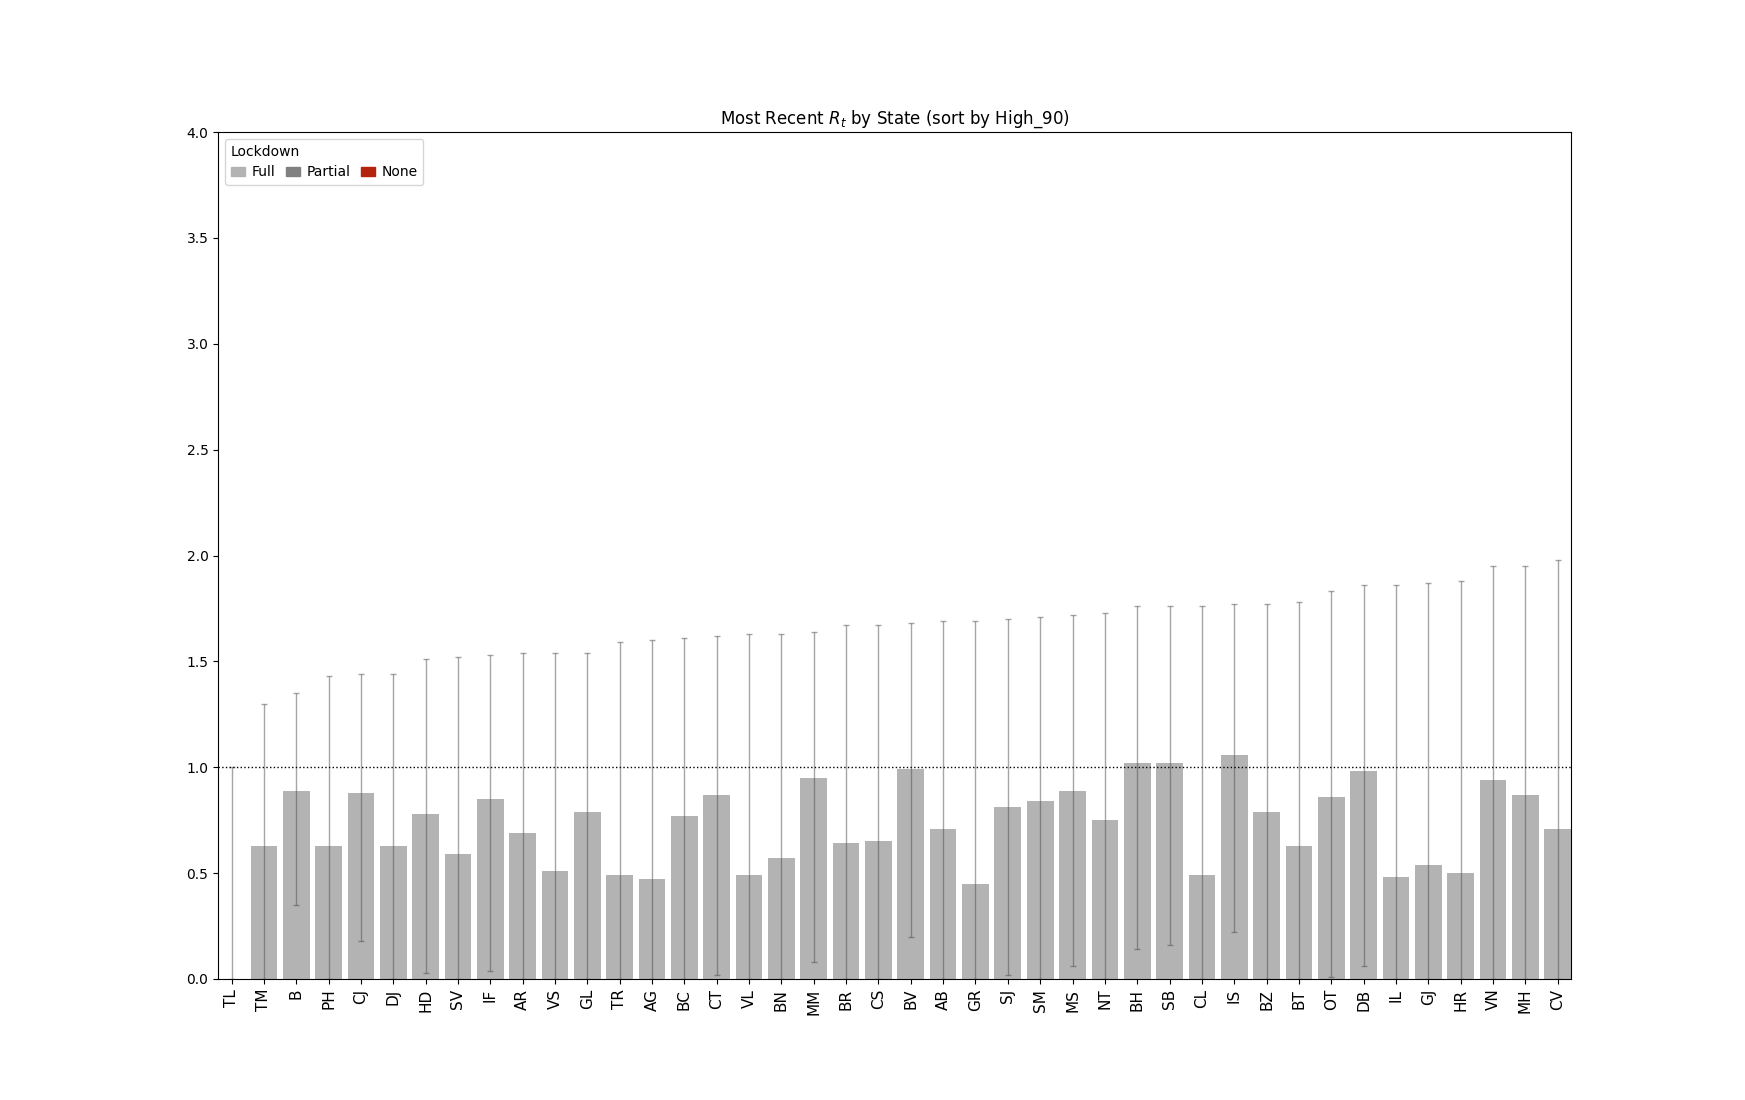 Most Recent Rt by State (sort by High_90)
Lockdown
Full Partial None
4.0
3.5
3.0
2.5
2.0
1.5
1.0
0.5
0.0
TL TM B PH CJ DJ HD SV IF AR VS GL TR AG BC CT VL BN MM BR CS BV AB GR SJ SM MS NT BH SB CL IS BZ BT OT DB IL GJ HR VN MH CV